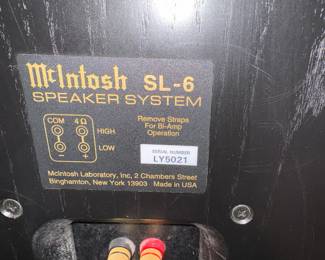 McIntosh SL-6
SPEAKER SYSTEM
COM 4Ω
HIGH
LOW
- +
Remove Straps
For Bi-Amp
Operation
SERIAL NUMBER
LY5021
McIntosh Laboratory, Inc, 2 Chambers Street
Binghamton, New York 13903 Made in USA